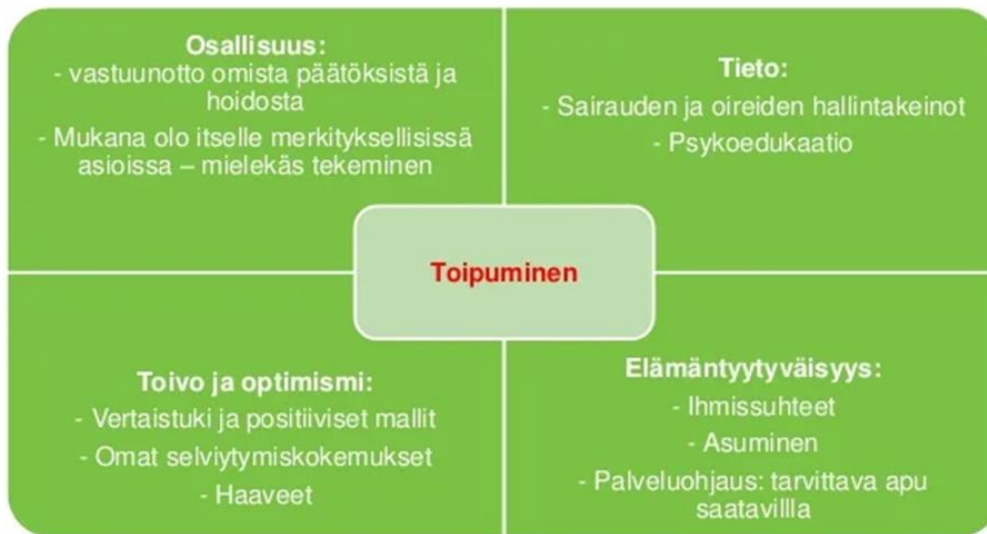 Osallisuus:
- vastuunotto omista päätöksistä ja
hoidosta
- Mukana olo itselle merkityksellisissä
asioissa – mielekäs tekeminen
Tieto:
- Sairauden ja oireiden hallintakeinot
- Psykoedukaatio
Toipuminen
Toivo ja optimismi:
- Vertaistuki ja positiiviset mallit
- Omat selviytymiskokemukset
- Haaveet
Elämäntyytyväisyys:
- Ihmissuhteet
- Asuminen
- Palveluohjaus: tarvittava apu
saatavillla